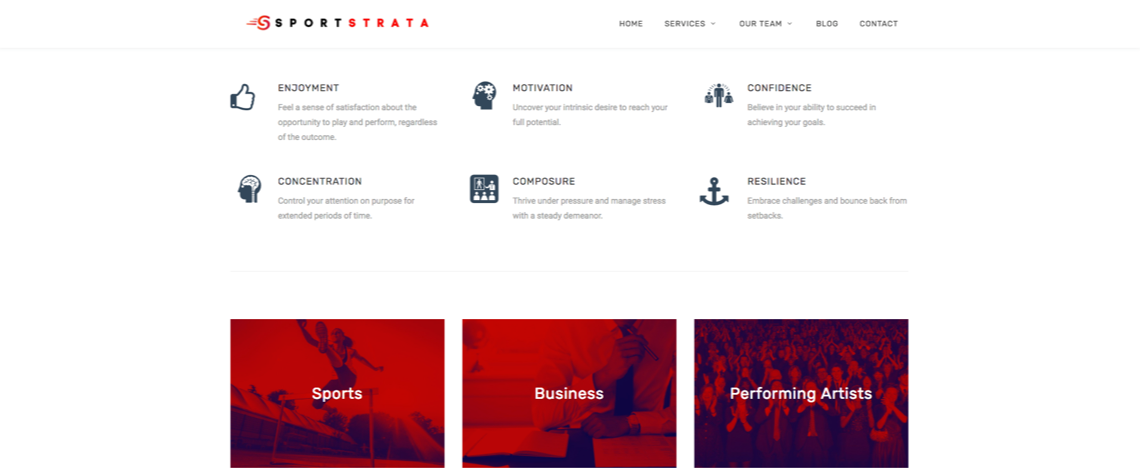 SPORTSTRATA
HOME SERVICES OUR TEAM BLOG CONTACT
ENJOYMENT
Feel a sense of satisfaction about the
opportunity to play and perform, regardless
of the outcome.
MOTIVATION
Uncover your intrinsic desire to reach your
full potential.
CONFIDENCE
Believe in your ability to succeed in
achieving your goals.
CONCENTRATION
Control your attention on purpose for
extended periods of time.
COMPOSURE
Thrive under pressure and manage stress
with a steady demeanor.
RESILIENCE
Embrace challenges and bounce back from
setbacks.
Sports
Business
Performing Artists